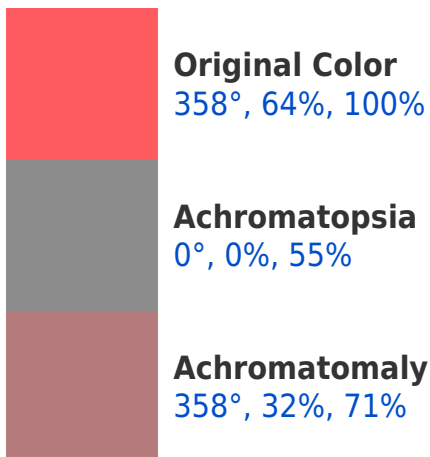 Original Color
358°, 64%, 100%
Achromatopsia
0°, 0%, 55%
Achromatomaly
358°, 32%, 71%